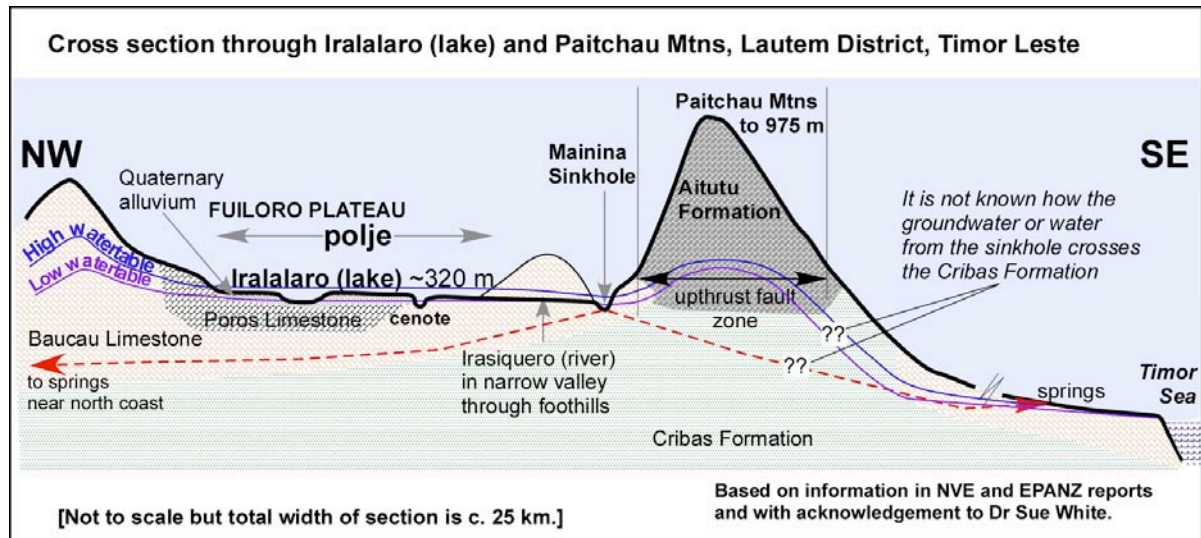 Cross section through Iralalaro (lake) and Paitchau Mtns, Lautem District, Timor Leste
NW
SE
Quaternary
alluvium
High Watertable
Low Watertable
FUILORO PLATEAU
polje
Iralalaro (lake) ~320 m
Poros Limestone
cenote
Baucau Limestone
to springs
near north coast
Irasiquero (river)
in narrow valley
through foothills
Mainina
Sinkhole
Paitchau Mtns
to 975 m
Aitutu
Formation
upthrust fault
zone
It is not known how the
groundwater or water
from the sinkhole crosses
the Cribas Formation
??
??
springs
Timor
Sea
Cribas Formation
[Not to scale but total width of section is c. 25 km.]
Based on information in NVE and EPANZ reports
and with acknowledgement to Dr Sue White.